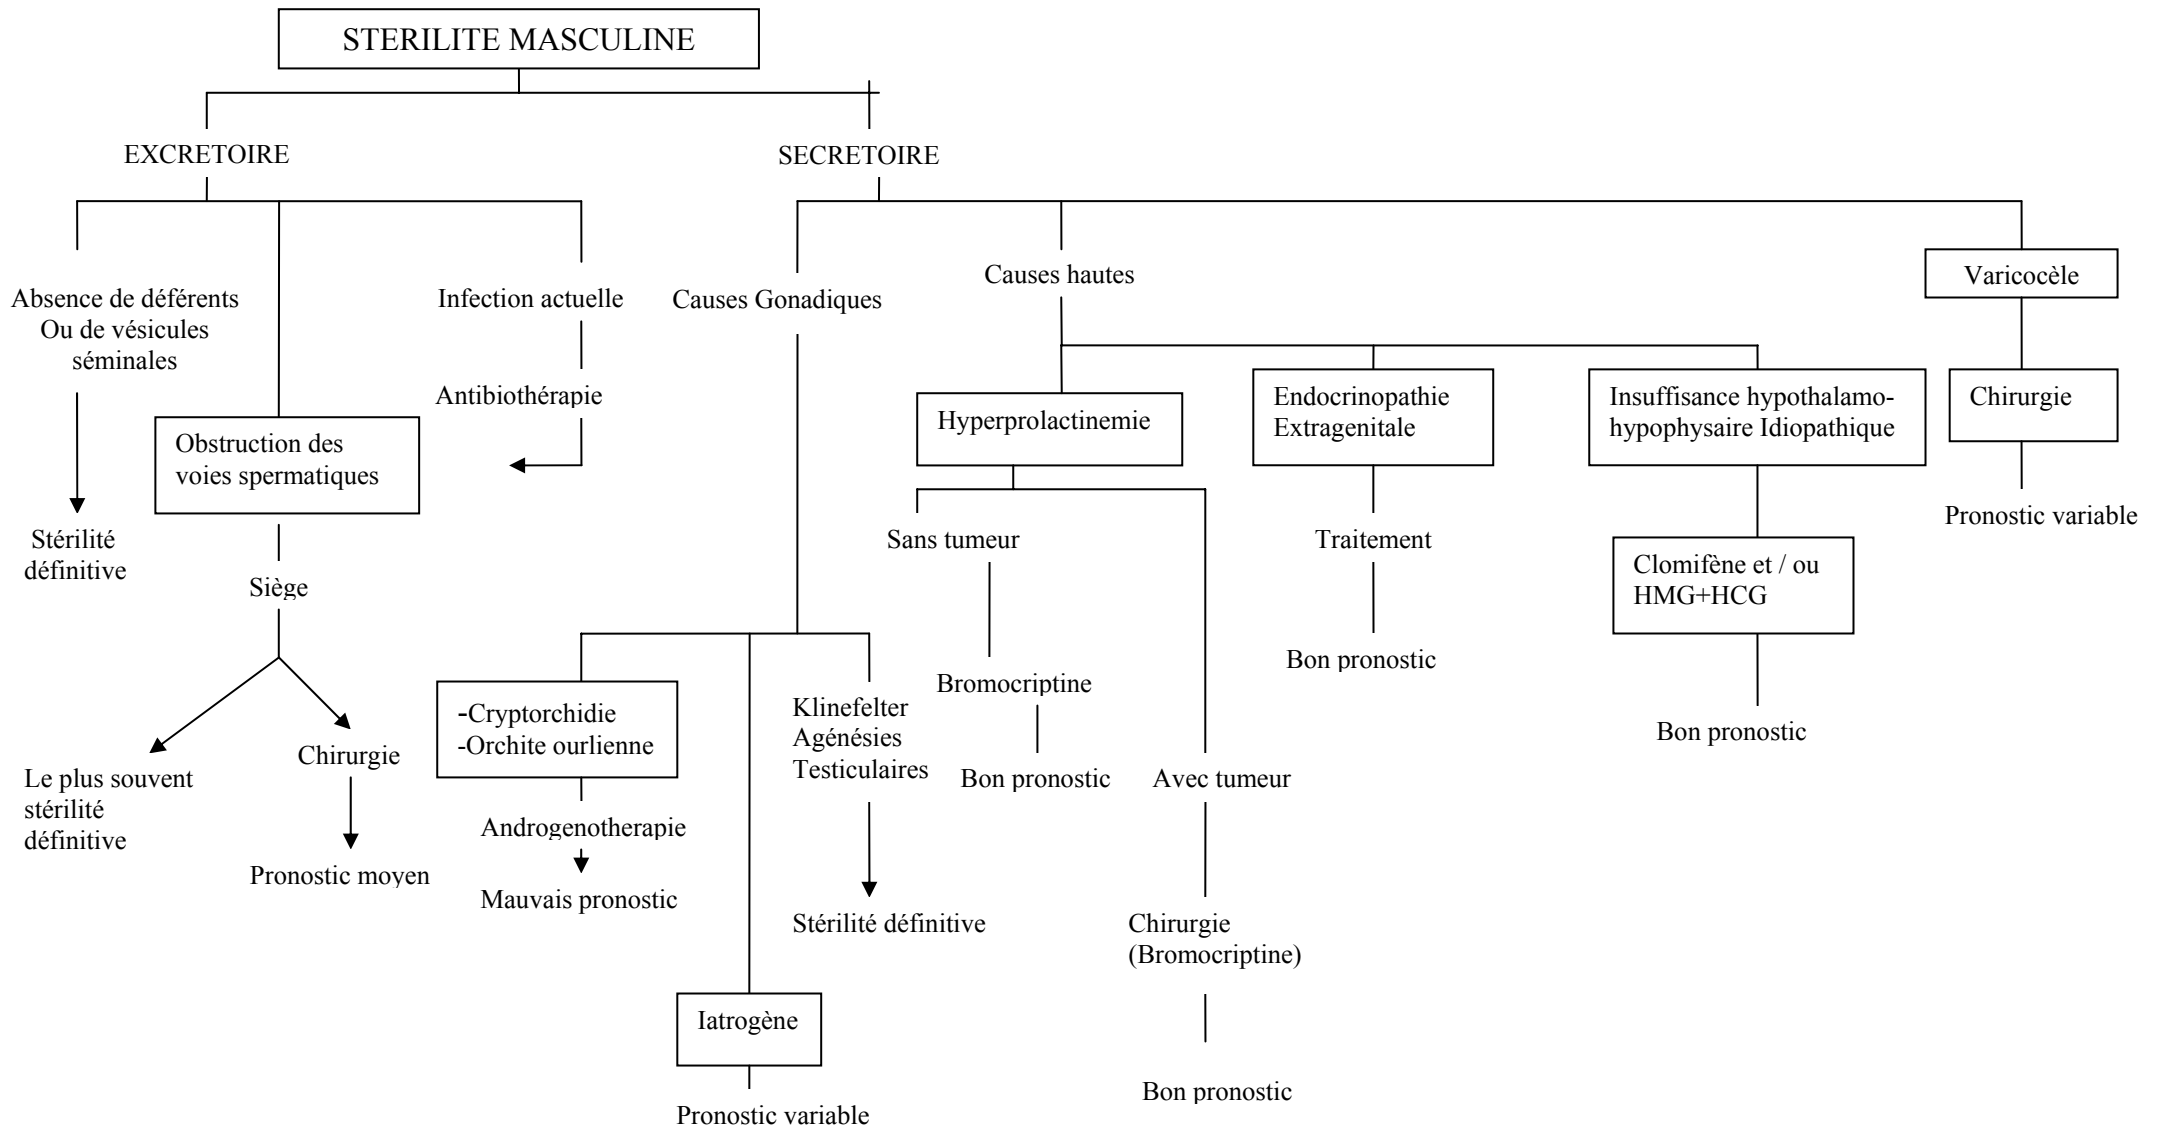 STERILITE MASCULINE
EXCRETOIRE
SECRETOIRE
Absence de déférents
Ou de vésicules
séminales
Stérilité
définitive
Obstruction des
voies spermatiques
Siège
Le plus souvent
stérilité
définitive
Chirurgie
Pronostic moyen
Infection actuelle
Antibiothérapie
Causes Gonadiques
-Cryptorchidie
-Orchite ourlienne
Androgenotherapie
Mauvais pronostic
Iatrogène
Pronostic variable
Klinefelter
Agénésies
Testiculaires
Stérilité définitive
Causes hautes
Hyperprolactinemie
Sans tumeur
Bromocriptine
Bon pronostic
Avec tumeur
Chirurgie
(Bromocriptine)
Bon pronostic
Endocrinopathie
Extragenitale
Traitement
Bon pronostic
Insuffisance hypothalamo-
hypophysaire Idiopathique
Clomifène et / ou
HMG+HCG
Bon pronostic
Varicocèle
Chirurgie
Pronostic variable